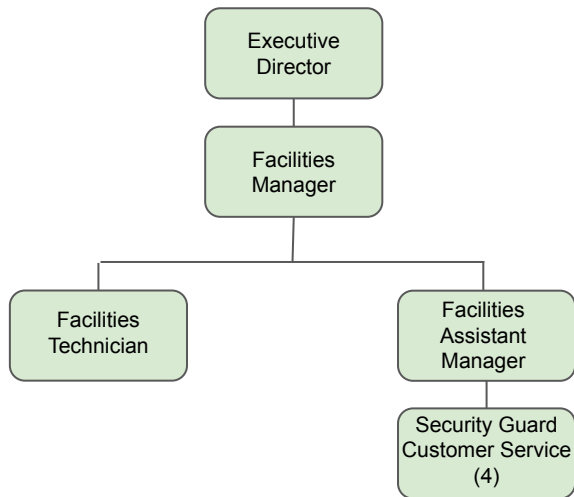 Executive
Director
Facilities
Manager
Facilities
Technician
Facilities
Assistant
Manager
Security Guard
Customer Service
(4)